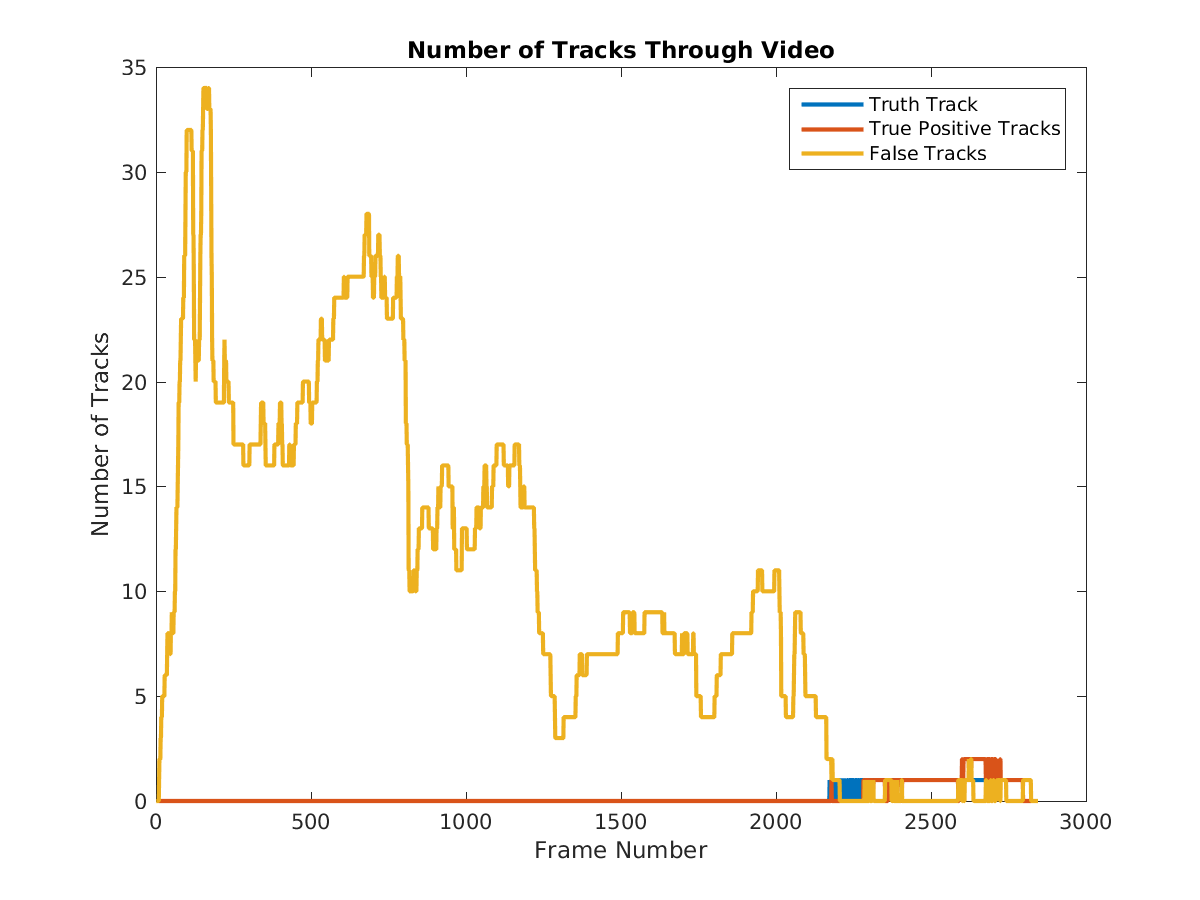 Number of Tracks Through Video
Truth Track
True Positive Tracks
False Tracks
Number of Tracks
35
30
25
20
15
10
5
0
0 500 1000 1500 2000 2500 3000
Frame Number